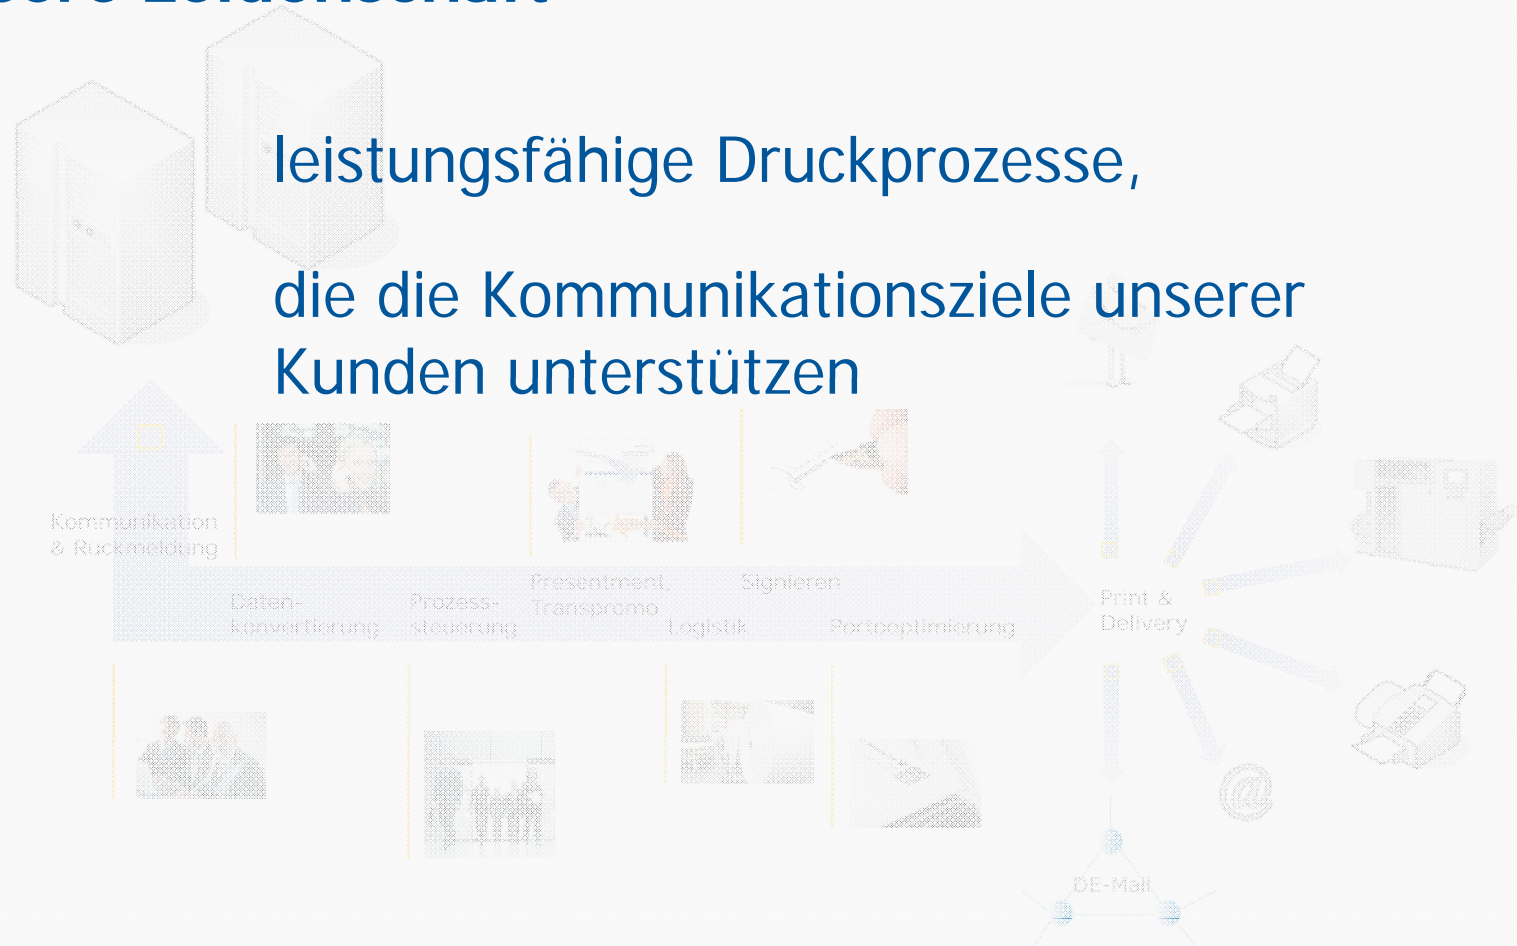 Leidenschaft
leistungsfähige Druckprozesse,
die die Kommunikationsziele unserer
Kunden unterstützen
Kommunikation
& Rückmeldung
Daten-
konvertierung
Prozess-
steuerung
Presentment,
Transpromo
Logistik
Signieren
Portooptimierung
Print &
Delivery
@
DE-Mail